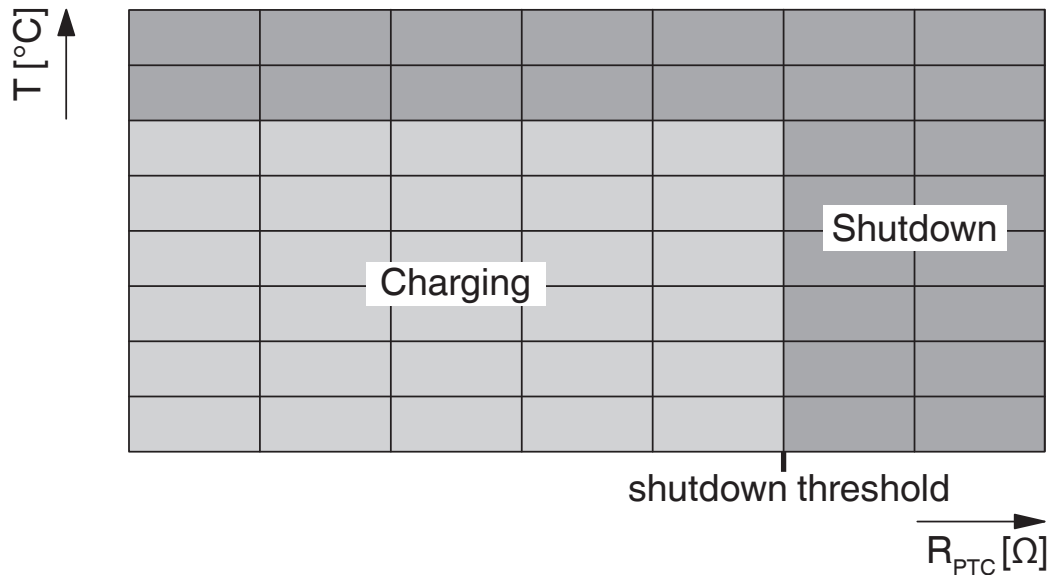 T [°C]
Shutdown
Charging
shutdown threshold
R_PTC [Ω]